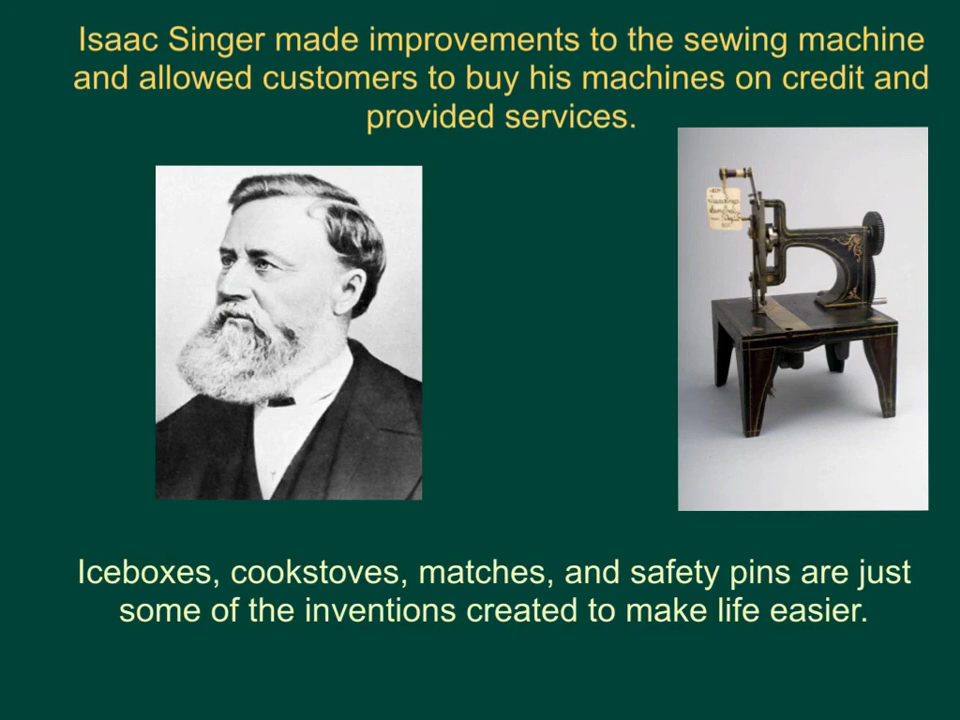 Isaac Singer made improvements to the sewing machine
and allowed customers to buy his machines on credit and
provided services.
Iceboxes, cookstoves, matches, and safety pins are just
some of the inventions created to make life easier.